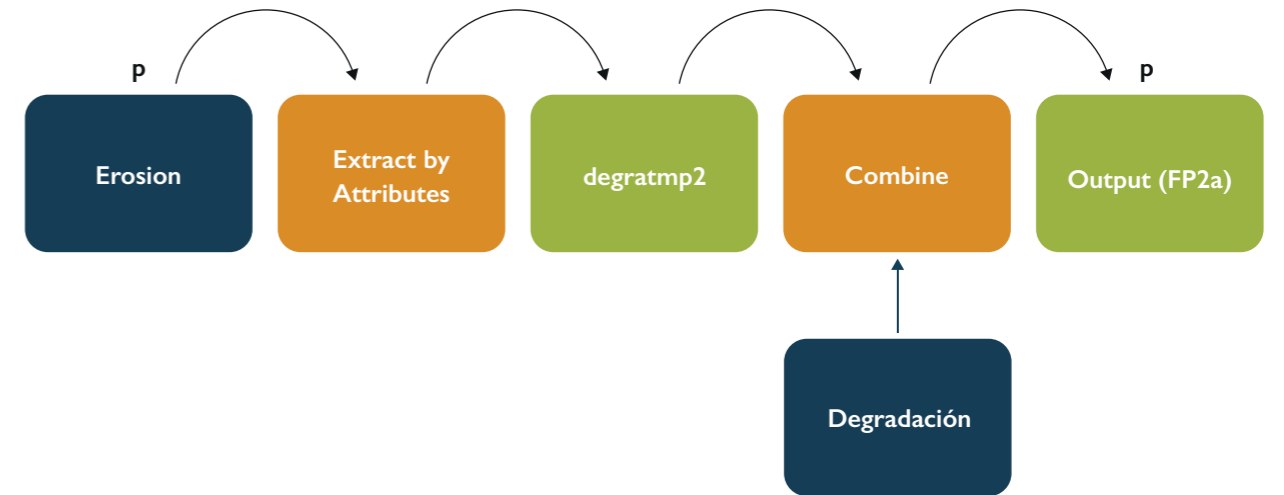 p
p
Erosion
Extract by
Attributes
degratmp2
Combine
Output (FP2a)
Degradación